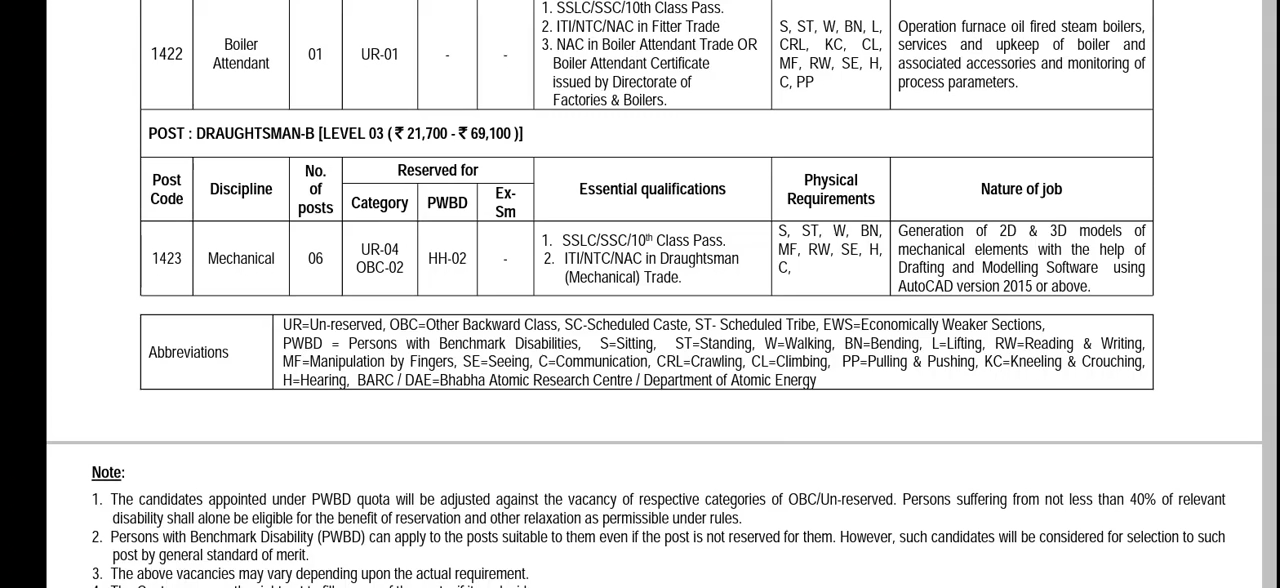 1. SSLC/SSC/10th Class Pass.
2. ITI/NTC/NAC in Fitter Trade
3. NAC in Boiler Attendant Trade OR
Boiler Attendant Certificate
issued by Directorate of
Factories & Boilers.
1422
Boiler
Attendant
01
UR-01
-
-
S, ST, W, BN, L,
CRL, KC, CL,
MF, RW, SE, H,
C, PP
Operation furnace oil fired steam boilers,
services and upkeep of boiler and
associated accessories and monitoring of
process parameters.
POST : DRAUGHTSMAN-B [LEVEL 03 ( ₹ 21,700 - ₹ 69,100 )]
Post
Code
Discipline
No.
of
posts
Reserved for
Category
PWBD
Ex-
Sm
Essential qualifications
Physical
Requirements
Nature of job
1423
Mechanical
06
UR-04
OBC-02
HH-02
-
1. SSLC/SSC/10th Class Pass.
2. ITI/NTC/NAC in Draughtsman
(Mechanical) Trade.
S, ST, W, BN,
MF, RW, SE, H,
C,
Generation of 2D & 3D models of
mechanical elements with the help of
Drafting and Modelling Software using
AutoCAD version 2015 or above.
Abbreviations
UR=Un-reserved, OBC=Other Backward Class, SC-Scheduled Caste, ST- Scheduled Tribe, EWS=Economically Weaker Sections,
PWBD = Persons with Benchmark Disabilities, S=Sitting, ST=Standing, W=Walking, BN=Bending, L=Lifting, RW=Reading & Writing,
MF=Manipulation by Fingers, SE=Seeing, C=Communication, CRL=Crawling, CL=Climbing, PP=Pulling & Pushing, KC=Kneeling & Crouching,
H=Hearing, BARC / DAE=Bhabha Atomic Research Centre / Department of Atomic Energy
Note:
1. The candidates appointed under PWBD quota will be adjusted against the vacancy of respective categories of OBC/Un-reserved. Persons suffering from not less than 40% of relevant
disability shall alone be eligible for the benefit of reservation and other relaxation as permissible under rules.
2. Persons with Benchmark Disability (PWBD) can apply to the posts suitable to them even if the post is not reserved for them. However, such candidates will be considered for selection to such
post by general standard of merit.
3. The above vacancies may vary depending upon the actual requirement.